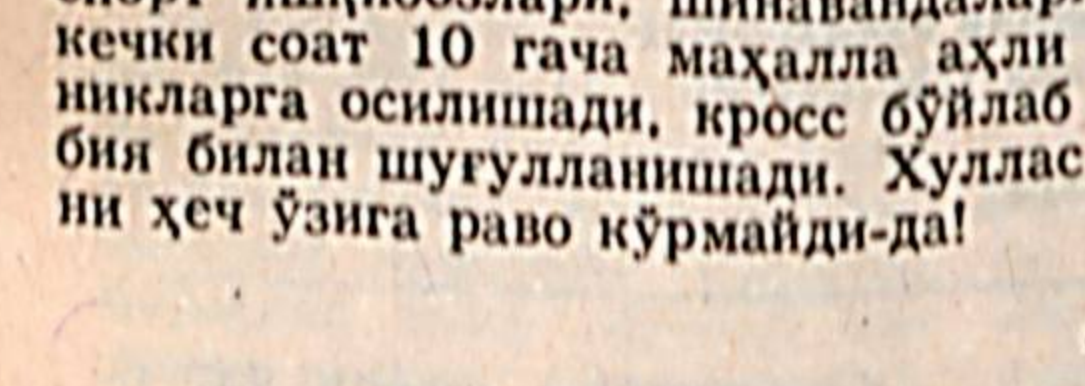 кечки соат 10 гача маҳалла аҳли
никларга осилишади, кросс бўйлаб
бия билан шуғулланишади. Хуллас
ни ҳеч ўзига раво кўрмайди-да!